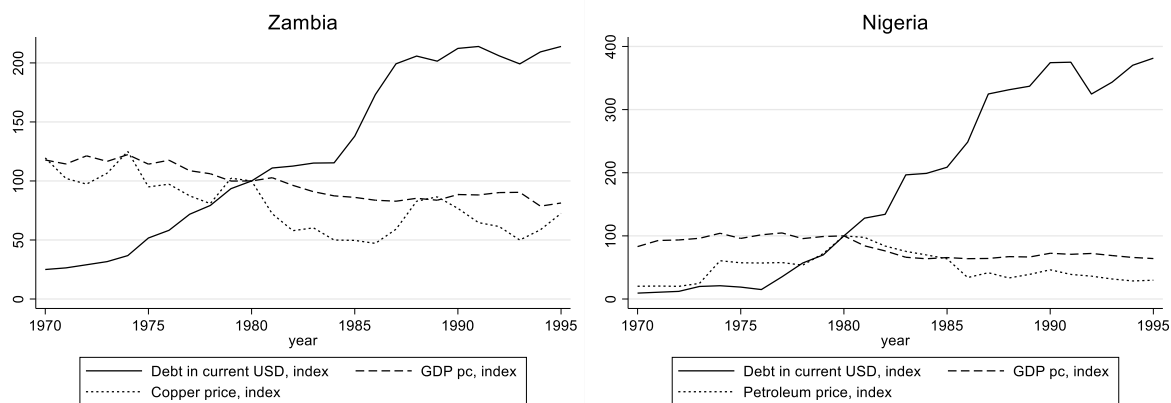 Zambia
200
150
100
50
0
1970 1975 1980 1985 1990 1995
year
Debt in current USD, index GDP pc, index
Copper price, index
Nigeria
400
300
200
100
0
1970 1975 1980 1985 1990 1995
year
Debt in current USD, index GDP pc, index
Petroleum price, index